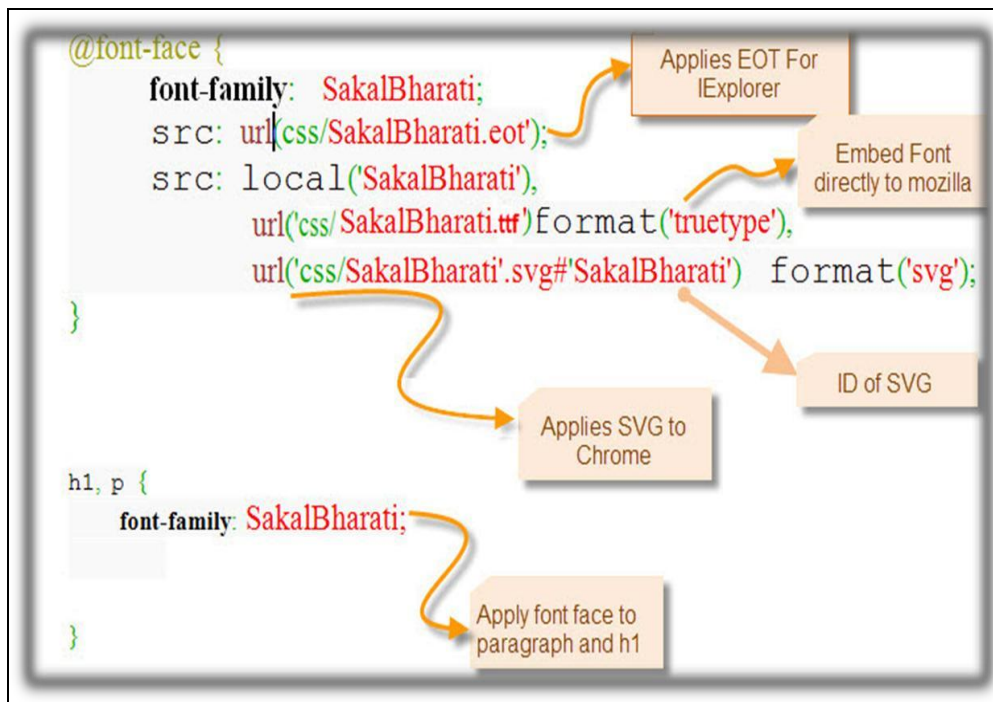 @font-face {
font-family: SakalBharati;
src: url(css/SakalBharati.eot');
src: local('SakalBharati'),
url('css/SakalBharati.ttf')format('truetype'),
url('css/SakalBharati'.svg#'SakalBharati') format('svg');
}
Applies EOT For
IExplorer
Embed Font
directly to mozilla
ID of SVG
Applies SVG to
Chrome
h1, p {
font-family: SakalBharati;
}
Apply font face to
paragraph and h1